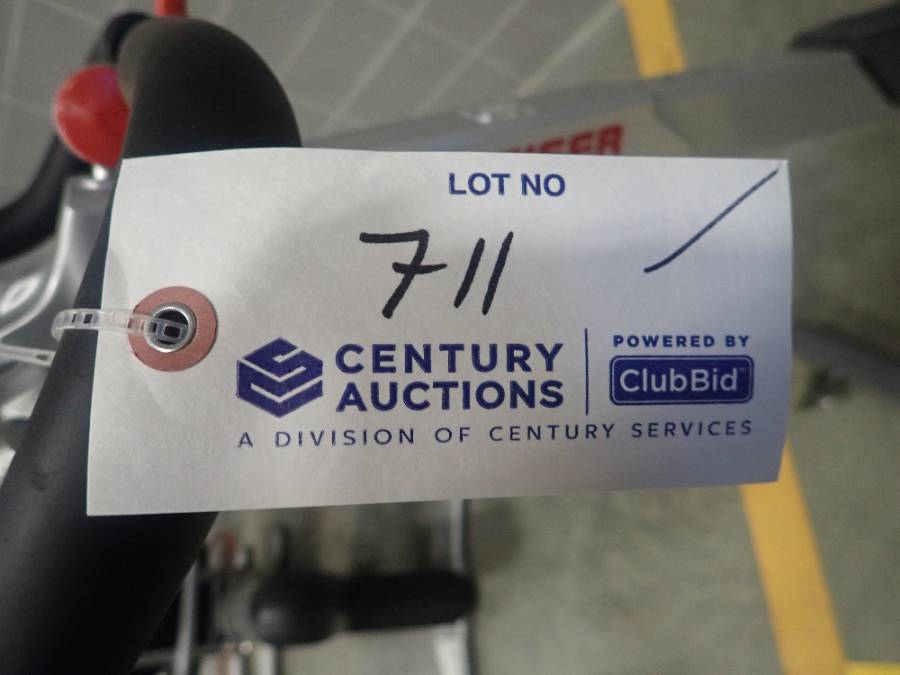 LOT NO
711
CENTURY
AUCTIONS
A DIVISION OF CENTURY SERVICES
POWERED BY
ClubBid